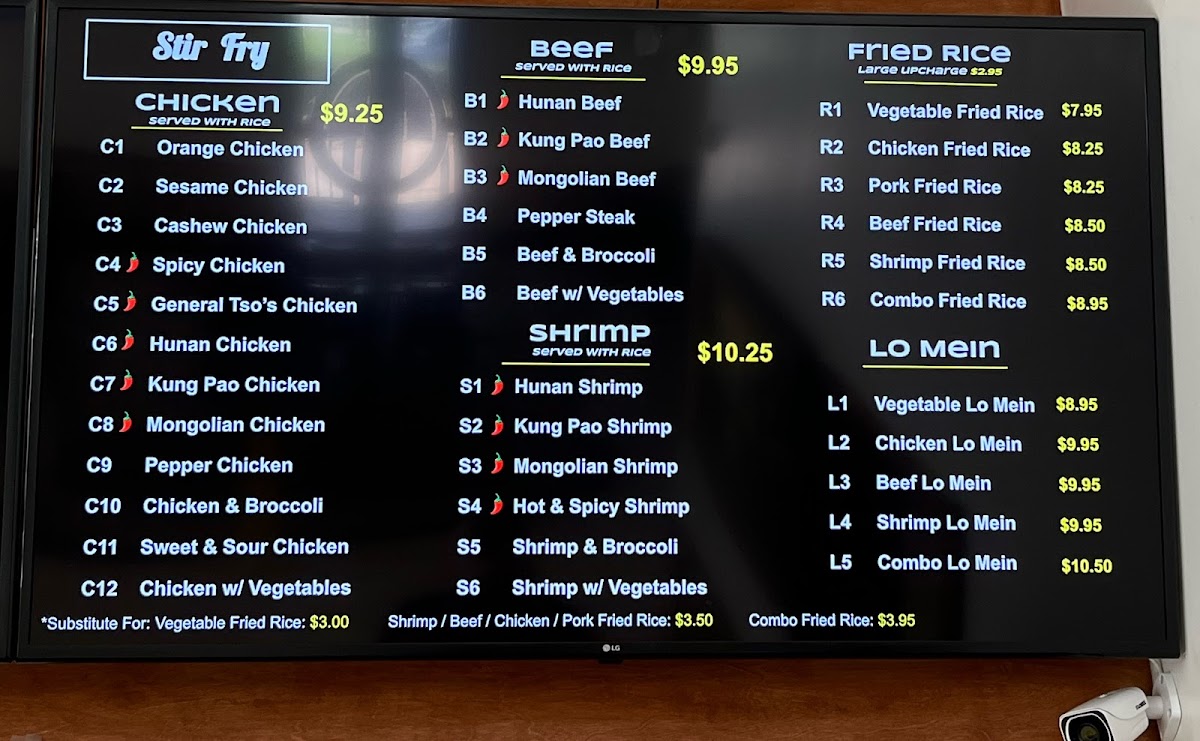 Stir Fry
CHICKEN $9.25
SERVED WITH RICE
C1 Orange Chicken
C2 Sesame Chicken
C3 Cashew Chicken
C4 Spicy Chicken
C5 General Tso's Chicken
C6 Hunan Chicken
C7 Kung Pao Chicken
C8 Mongolian Chicken
C9 Pepper Chicken
C10 Chicken & Broccoli
C11 Sweet & Sour Chicken
C12 Chicken w/ Vegetables
BEEF $9.95
SERVED WITH RICE
B1 Hunan Beef
B2 Kung Pao Beef
B3 Mongolian Beef
B4 Pepper Steak
B5 Beef & Broccoli
B6 Beef w/ Vegetables
SHRIMP $10.25
SERVED WITH RICE
S1 Hunan Shrimp
S2 Kung Pao Shrimp
S3 Mongolian Shrimp
S4 Hot & Spicy Shrimp
S5 Shrimp & Broccoli
S6 Shrimp w/ Vegetables
FRIED RICE
LARGE UPCHARGE $2.95
R1 Vegetable Fried Rice $7.95
R2 Chicken Fried Rice $8.25
R3 Pork Fried Rice $8.25
R4 Beef Fried Rice $8.50
R5 Shrimp Fried Rice $8.50
R6 Combo Fried Rice $8.95
LO MEIN
L1 Vegetable Lo Mein $8.95
L2 Chicken Lo Mein $9.95
L3 Beef Lo Mein $9.95
L4 Shrimp Lo Mein $9.95
L5 Combo Lo Mein $10.50
*Substitute For: Vegetable Fried Rice: $3.00 Shrimp / Beef / Chicken / Pork Fried Rice: $3.50 Combo Fried Rice: $3.95
LG